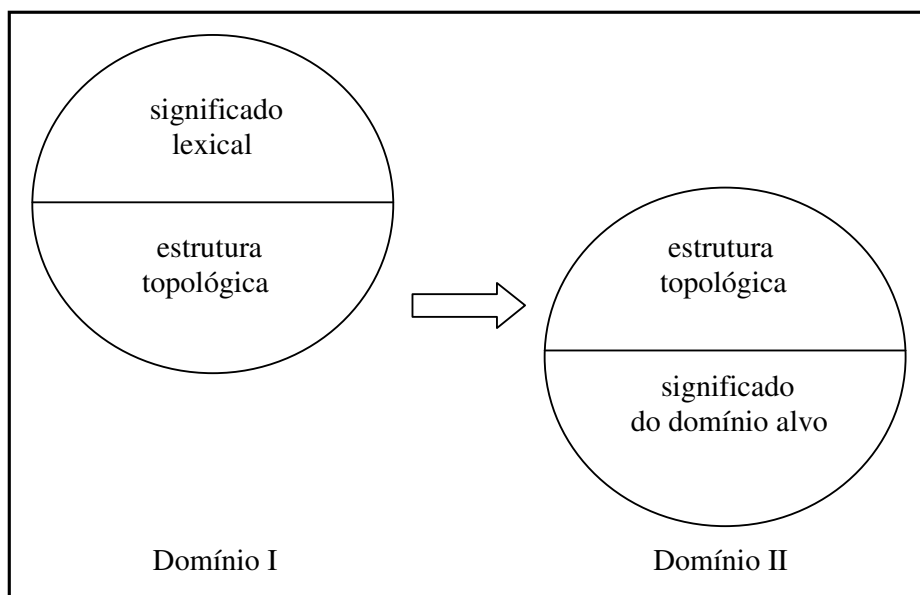 significado
lexical
estrutura
topológica
estrutura
topológica
significado
do domínio alvo
Domínio I
Domínio II